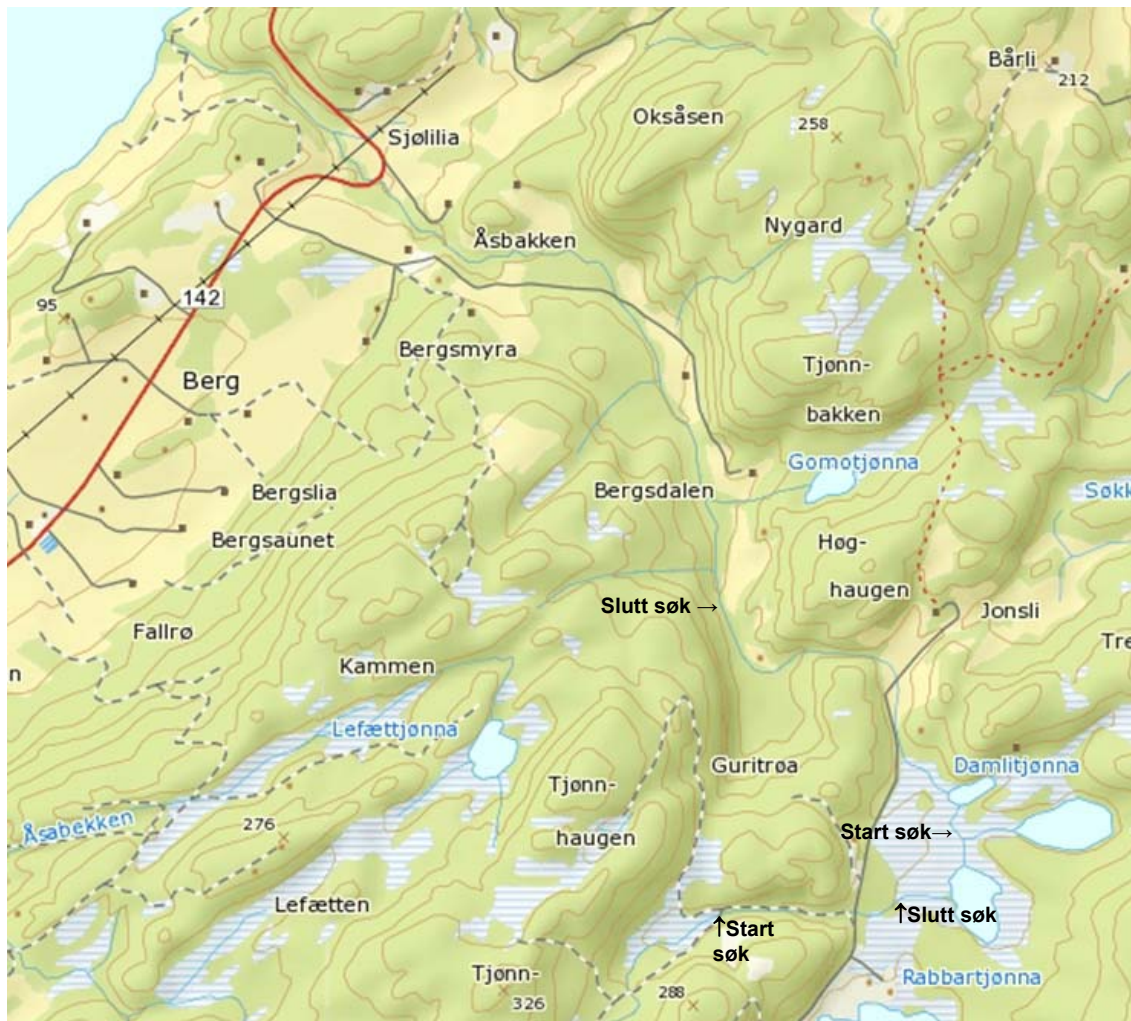 Bårli
212
Oksåsen
258
Sjølilia
Nygard
Åsbakken
142
95
Bergsmyra
Berg
Tjønn-
bakken
Gomotjønna
Bergslia
Bergsdalen
Søkk
Bergsaunet
Høg-
haugen
Slutt søk →
Jonsli
Fallrø
Tre
n
Kammen
Lefættjønna
Guritrøa
Damlitjønna
Tjønn-
haugen
Åsabekken
276
Start søk→
Lefætten
↑Slutt søk
↑Start
søk
Tjønn-
326
288
Rabbartjønna